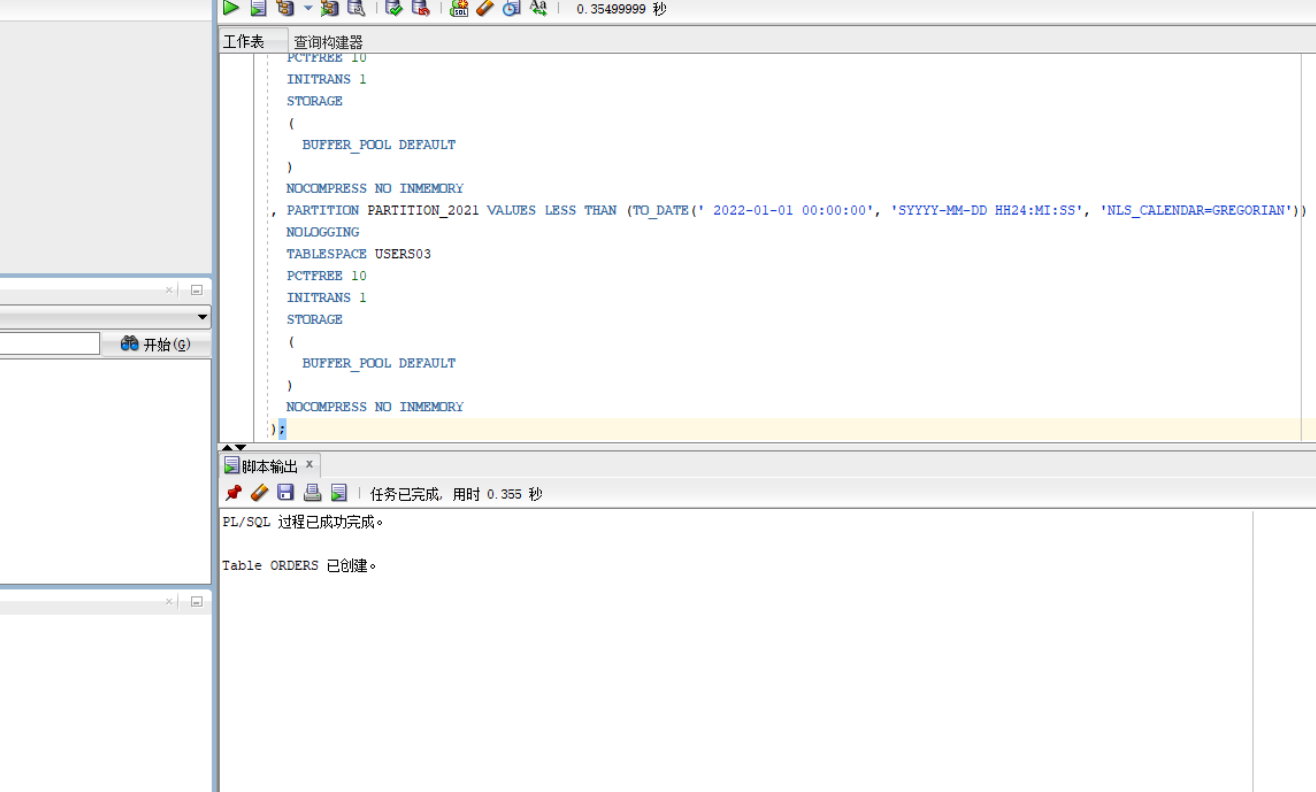 0.35499999 秒
工作表 查询构建器
PCTFREE 10
INITRANS 1
STORAGE
(
BUFFER_POOL DEFAULT
)
NOCOMPRESS NO INMEMORY
, PARTITION PARTITION_2021 VALUES LESS THAN (TO_DATE(' 2022-01-01 00:00:00', 'SYYYY-MM-DD HH24:MI:SS', 'NLS_CALENDAR=GREGORIAN'))
NOLOGGING
TABLESPACE USERS03
PCTFREE 10
INITRANS 1
STORAGE
(
BUFFER_POOL DEFAULT
)
NOCOMPRESS NO INMEMORY
);
开始(G)
脚本输出 x
任务已完成, 用时 0.355 秒
PL/SQL 过程已成功完成。
Table ORDERS 已创建。